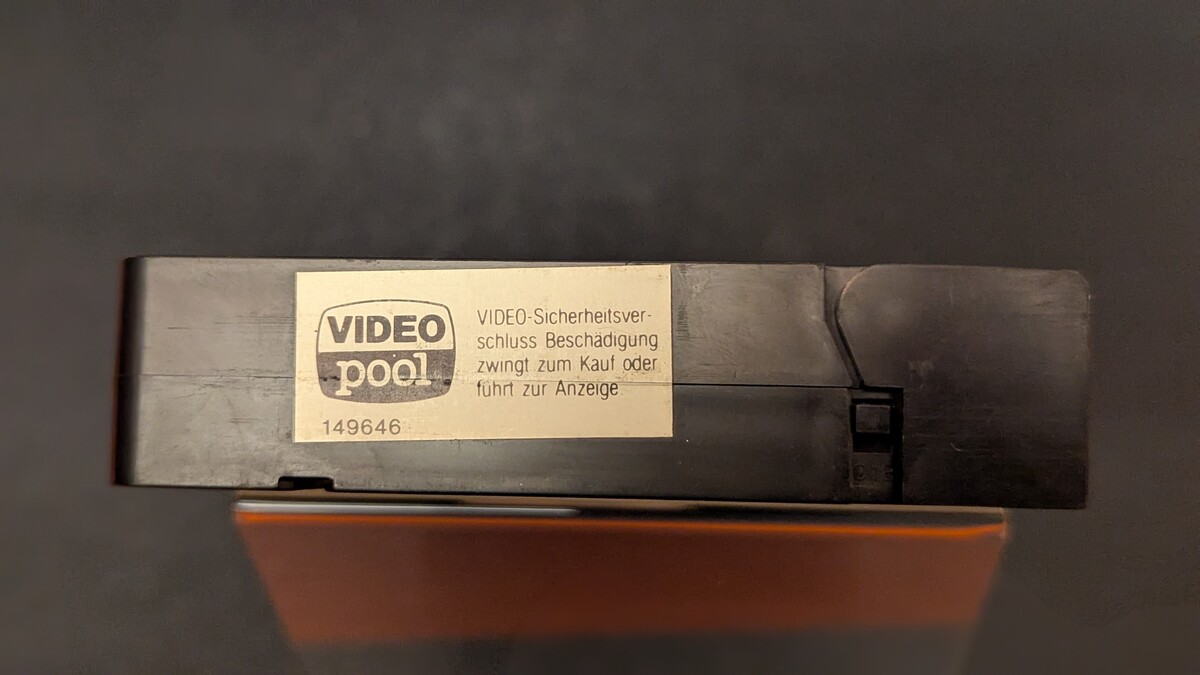 VIDEO
pool
149646
VIDEO-Sicherheitsver-
schluss Beschädigung
zwingt zum Kauf oder
führt zur Anzeige